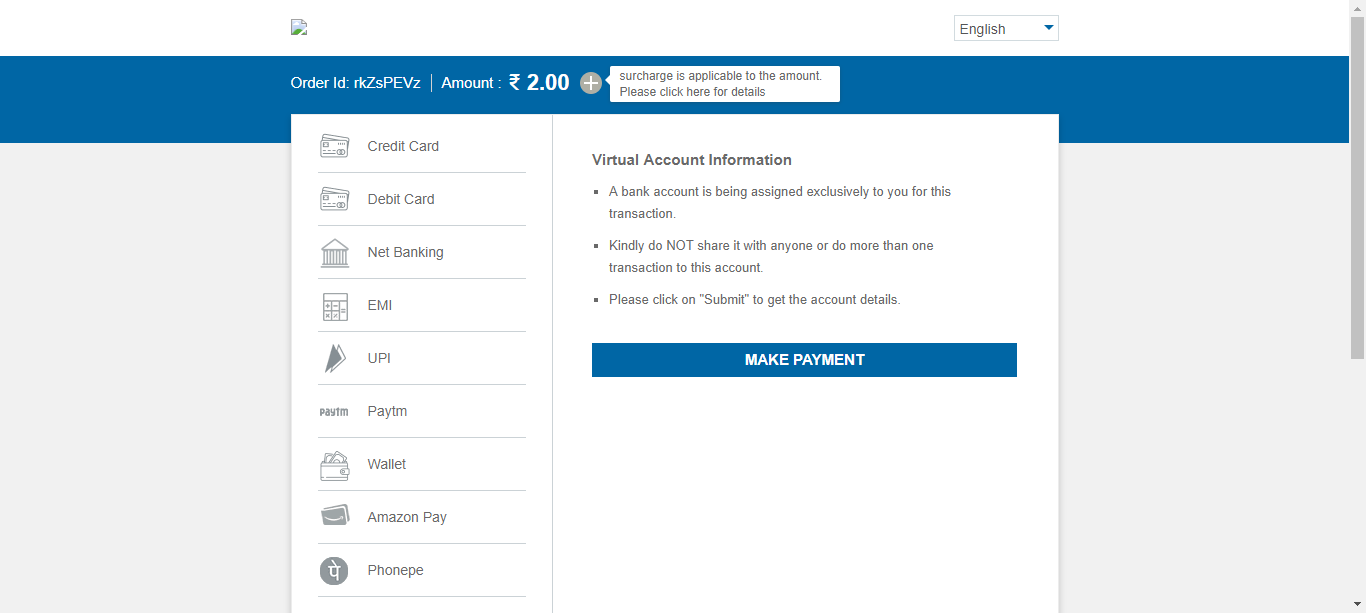 English
Order Id: rkZsPEVz
Amount : ₹ 2.00
surcharge is applicable to the amount.
Please click here for details
Credit Card
Debit Card
Net Banking
EMI
UPI
paytm Paytm
Wallet
Amazon Pay
पे Phonepe
Virtual Account Information
A bank account is being assigned exclusively to you for this
transaction.
Kindly do NOT share it with anyone or do more than one
transaction to this account.
Please click on "Submit" to get the account details.
MAKE PAYMENT